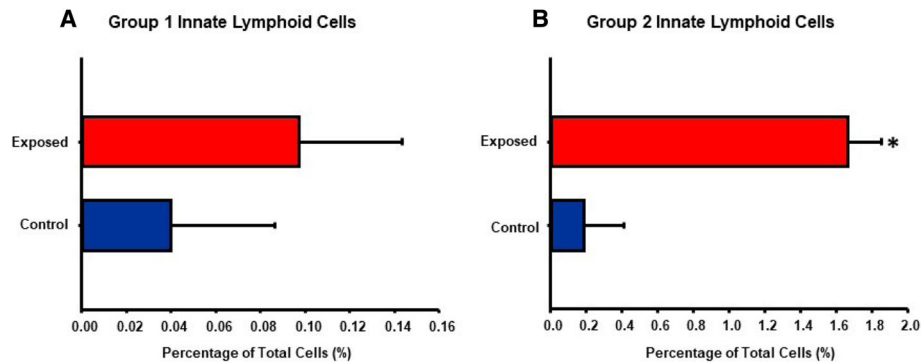 A Group 1 Innate Lymphoid Cells
Exposed
Control
0.00 0.02 0.04 0.06 0.08 0.10 0.12 0.14 0.16
Percentage of Total Cells (%)
B Group 2 Innate Lymphoid Cells
Exposed
*
Control
0.0 0.2 0.4 0.6 0.8 1.0 1.2 1.4 1.6 1.8 2.0
Percentage of Total Cells (%)